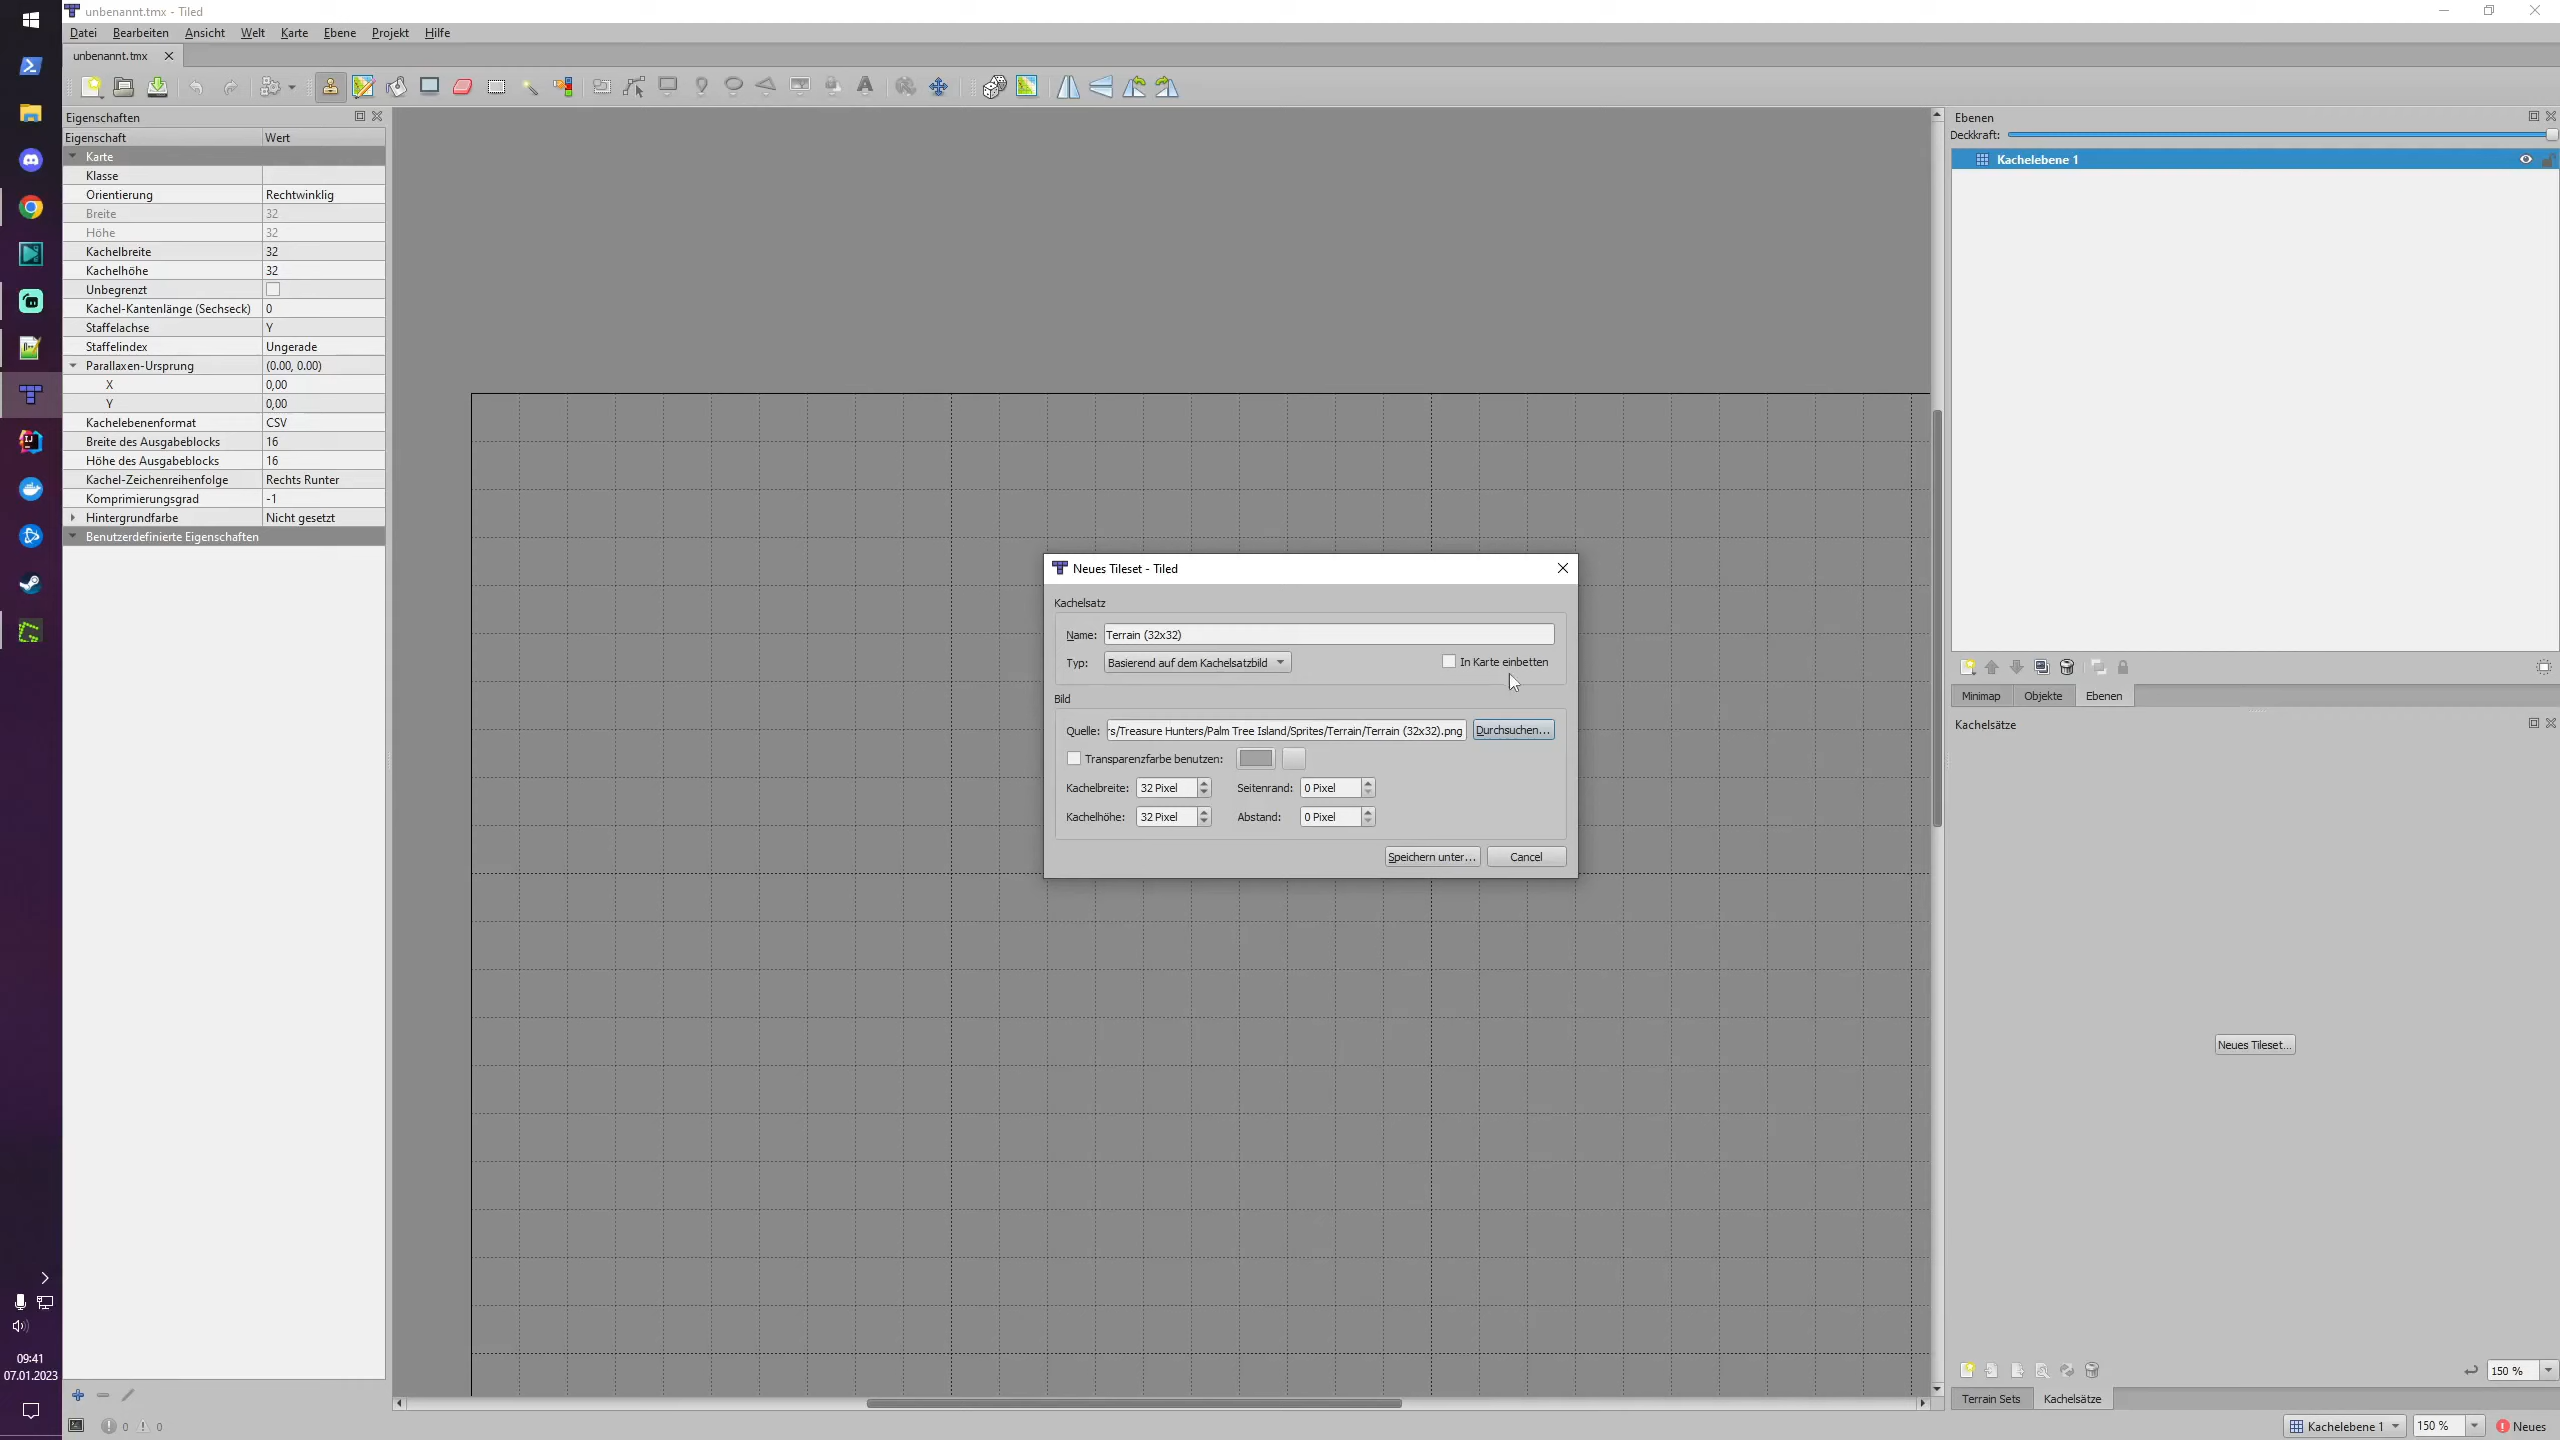 unbenannt.tmx - Tiled
Datei Bearbeiten Ansicht Welt Karte Ebene Projekt Hilfe
unbenannt.tmx
Eigenschaften
Eigenschaft Wert
Karte
Klasse
Orientierung Rechtwinklig
Breite 32
Höhe 32
Kachelbreite 32
Kachelhöhe 32
Unbegrenzt
Kachel-Kantenlänge (Sechseck) 0
Staffelachse Y
Staffelindex Ungerade
Parallaxen-Ursprung (0.00, 0.00)
X 0,00
Y 0,00
Kachelebenenformat CSV
Breite des Ausgabeblocks 16
Höhe des Ausgabeblocks 16
Kachel-Zeichenreihenfolge Rechts Runter
Komprimierungsgrad -1
Hintergrundfarbe Nicht gesetzt
Benutzerdefinierte Eigenschaften
Neues Tileset - Tiled
Kachelsatz
Name: Terrain (32x32)
Typ: Basierend auf dem Kachelsatzbild In Karte einbetten
Bild
Quelle: rs/Treasure Hunters/Palm Tree Island/Sprites/Terrain/Terrain (32x32).png Durchsuchen...
Transparenzfarbe benutzen:
Kachelbreite: 32 Pixel Seitenrand: 0 Pixel
Kachelhöhe: 32 Pixel Abstand: 0 Pixel
Speichern unter... Cancel
Ebenen
Deckkraft:
Kachelebene 1
Minimap Objekte Ebenen
Kachelsätze
Neues Tileset...
150 %
Terrain Sets Kachelsätze
Kachelebene 1 150 % Neues
0 0
09:41
07.01.2023